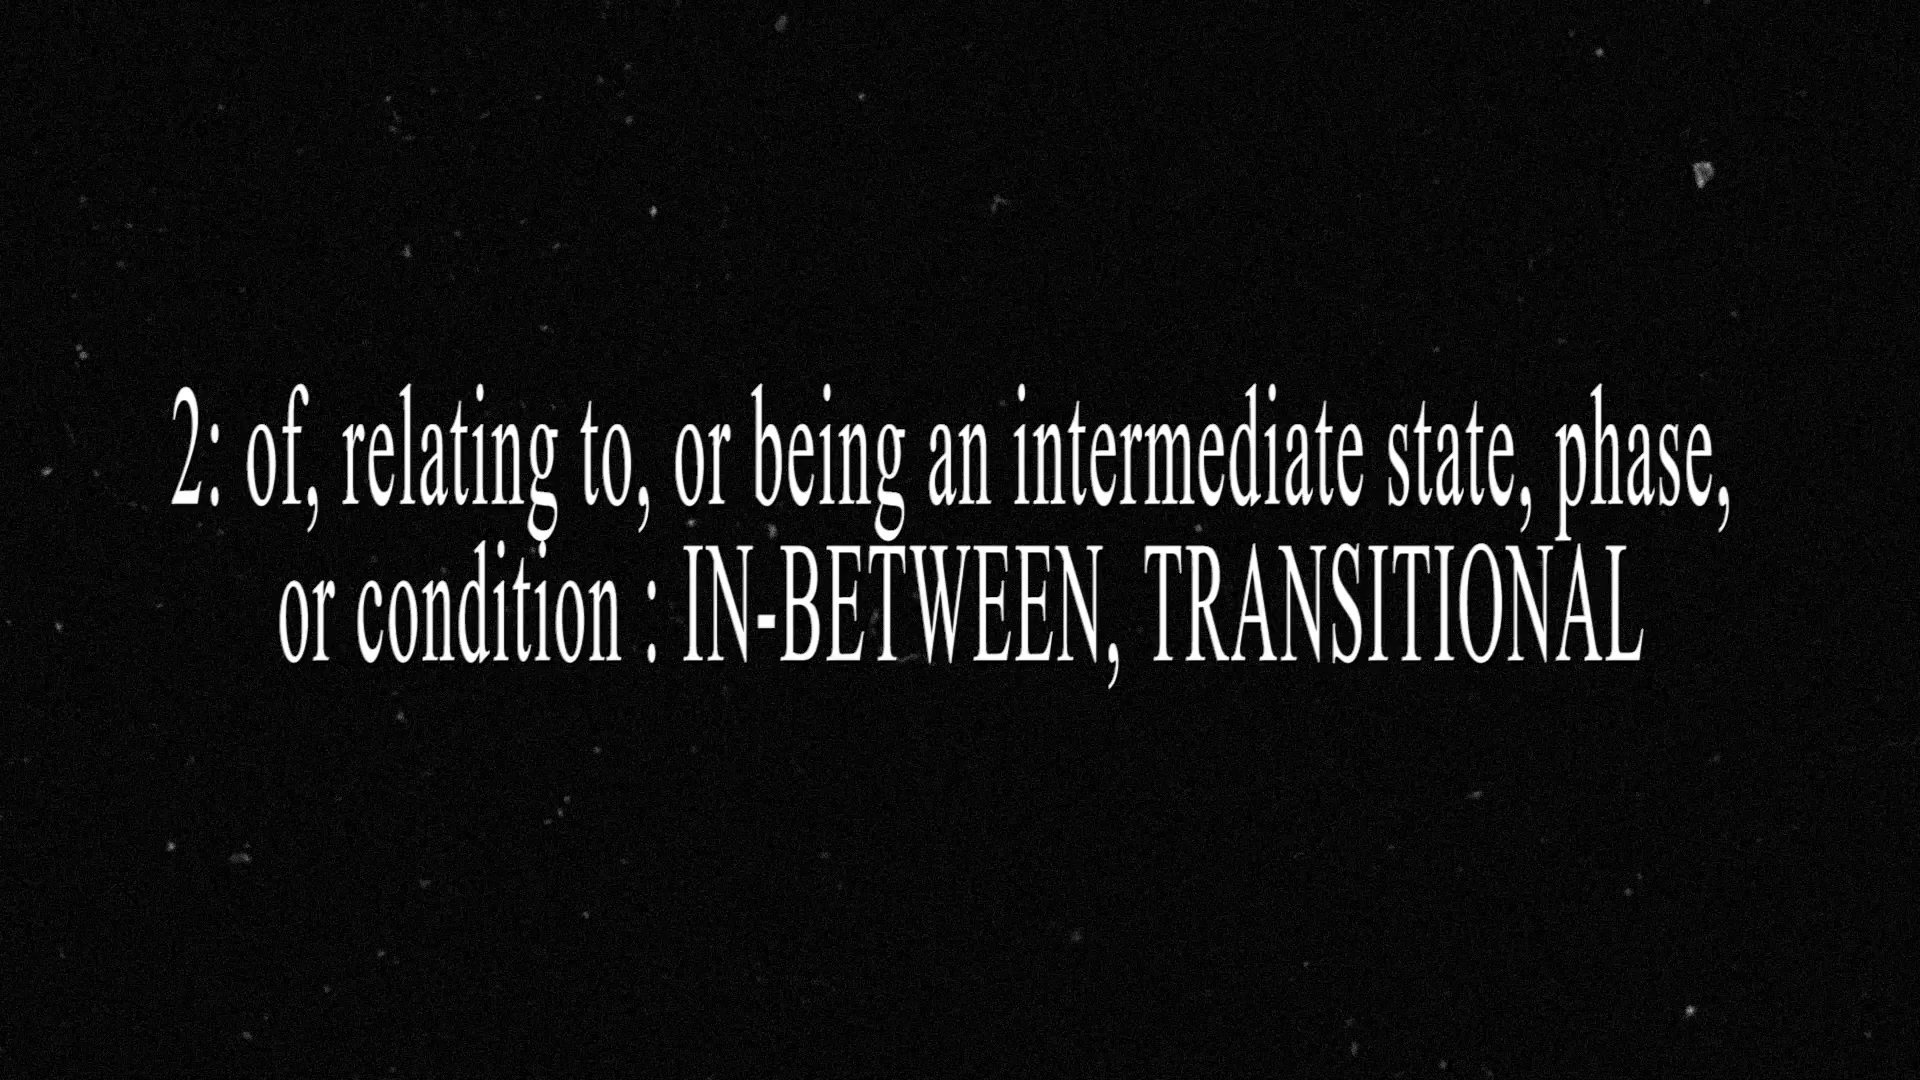 2: of, relating to, or being an intermediate state, phase,
or condition : IN-BETWEEN, TRANSITIONAL